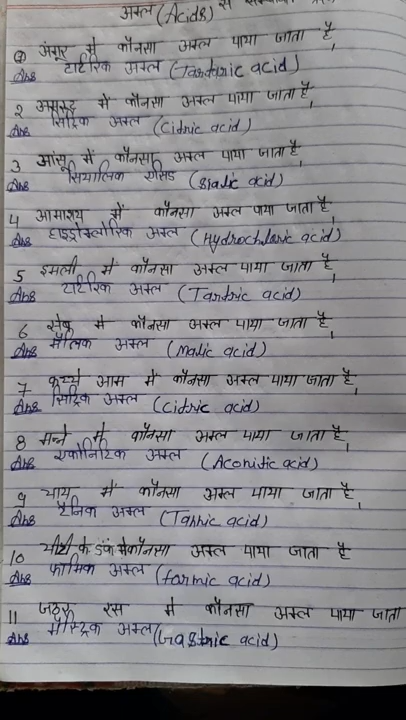 अम्ल (Acids) से सम्बन्धित प्रश्न
① अंगूर में कौनसा अम्ल पाया जाता है,
Ans टार्टरिक अम्ल (Tartaric acid)
2 अमरूद में कौनसा अम्ल पाया जाता है,
Ans सिट्रिक अम्ल (Citric acid)
3 आंसू में कौनसा अम्ल पाया जाता है,
Ans सियालिक एसिड (Sialic acid)
4 आमाशय में कौनसा अम्ल पाया जाता है,
Ans हाइड्रोक्लोरिक अम्ल (Hydrochloric acid)
5 इमली में कौनसा अम्ल पाया जाता है,
Ans टार्टरिक अम्ल (Tartric acid)
6 सेब में कौनसा अम्ल पाया जाता है,
Ans मैलिक अम्ल (malic acid)
7 कच्चे आम में कौनसा अम्ल पाया जाता है,
Ans सिट्रिक अम्ल (Citric acid)
8 गन्ने में कौनसा अम्ल पाया जाता है,
Ans एकोनिटिक अम्ल (Aconitic acid)
9 चाय में कौनसा अम्ल पाया जाता है,
Ans टैनिक अम्ल (Tannic acid)
10 चींटी के डंक में कौनसा अम्ल पाया जाता है
Ans फार्मिक अम्ल (formic acid)
11 जठर रस में कौनसा अम्ल पाया जाता
Ans गैस्ट्रिक अम्ल (Gastric acid)